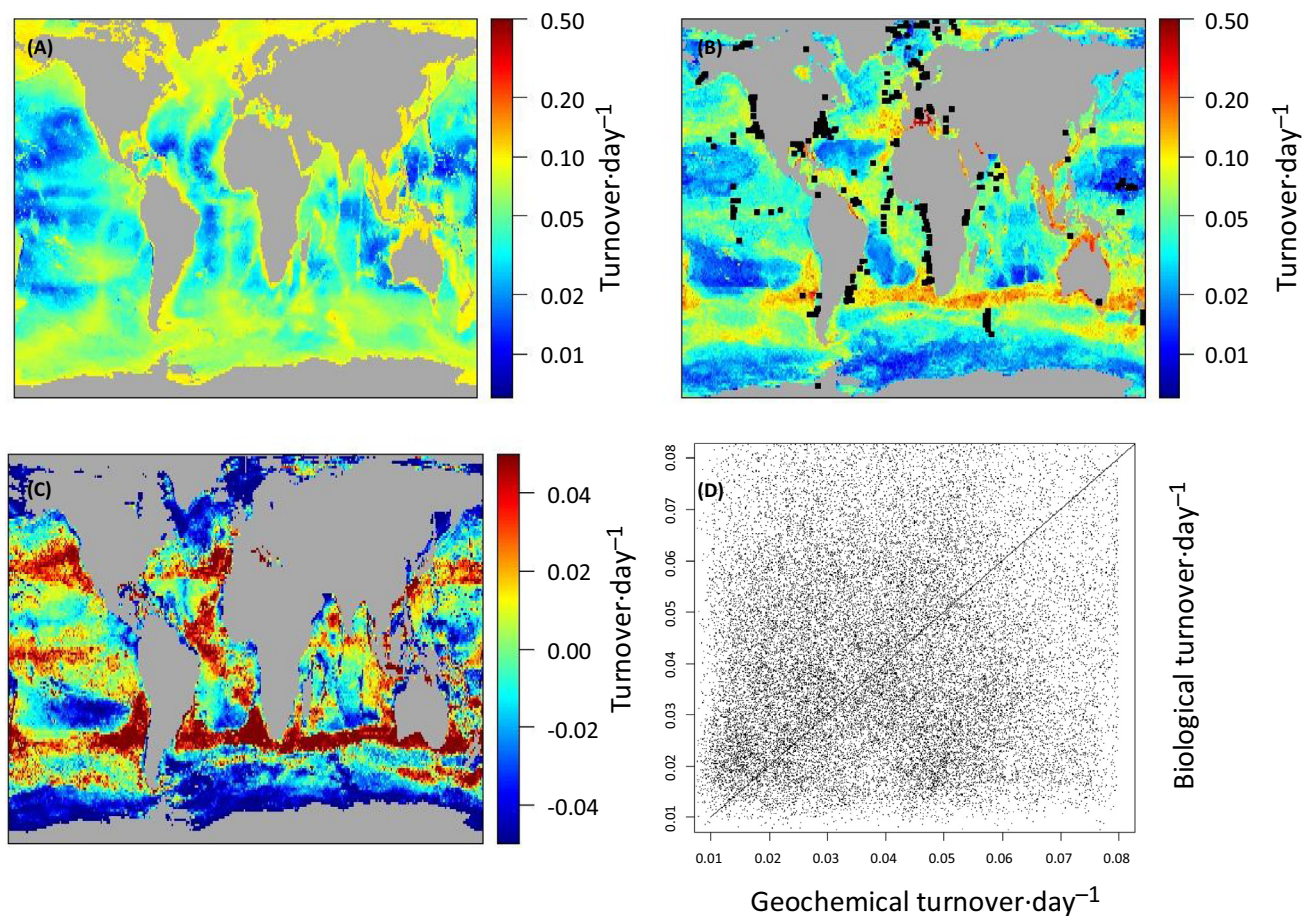 (A)
0.50
0.20
0.10
0.05
0.02
0.01
Turnover·day⁻¹
(B)
0.50
0.20
0.10
0.05
0.02
0.01
Turnover·day⁻¹
(C)
0.04
0.02
0.00
-0.02
-0.04
Turnover·day⁻¹
(D)
0.08
0.07
0.06
0.05
0.04
0.03
0.02
0.01
0.01 0.02 0.03 0.04 0.05 0.06 0.07 0.08
Geochemical turnover·day⁻¹
Biological turnover·day⁻¹